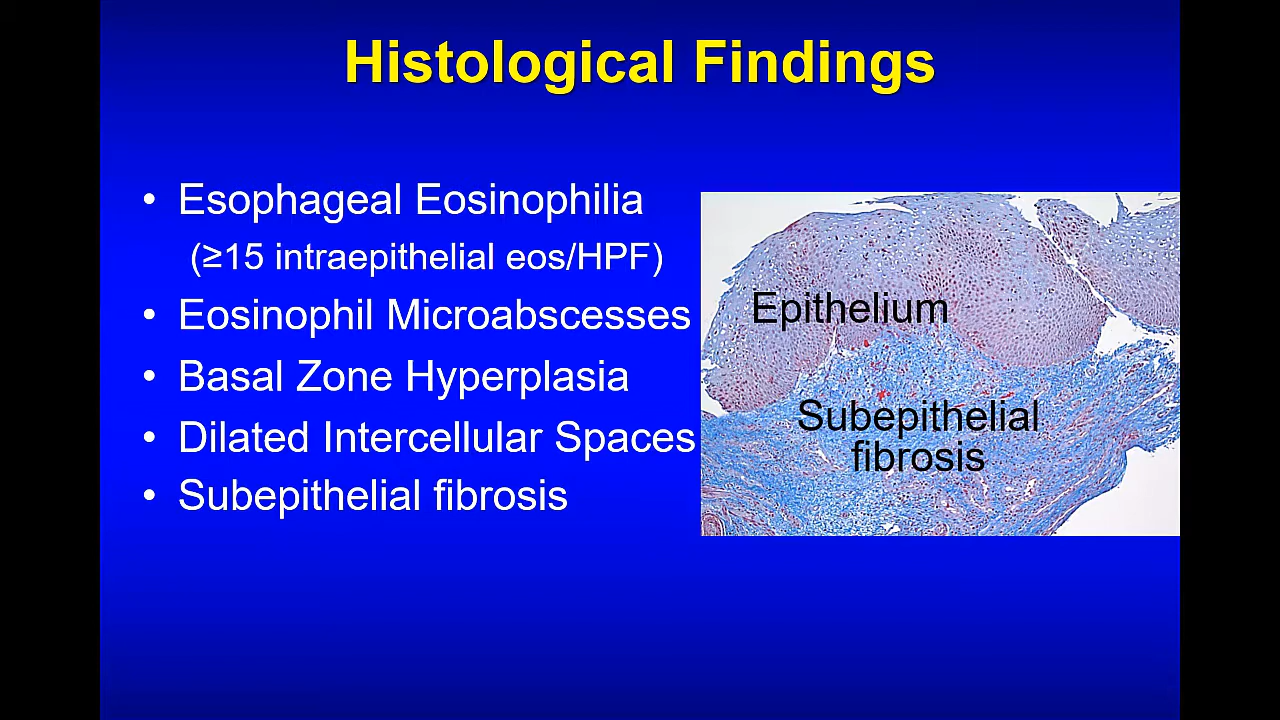 Histological Findings
• Esophageal Eosinophilia
(≥15 intraepithelial eos/HPF)
• Eosinophil Microabscesses
• Basal Zone Hyperplasia
• Dilated Intercellular Spaces
• Subepithelial fibrosis
Epithelium
Subepithelial
fibrosis